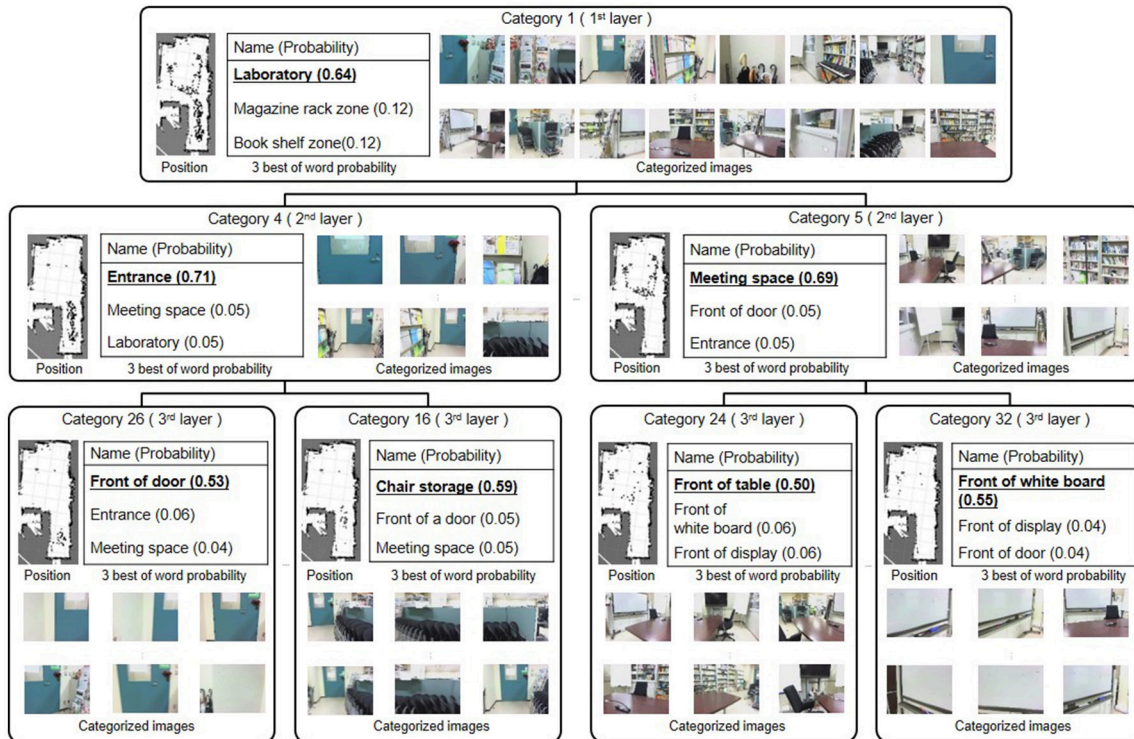 Category 1 ( 1st layer )
Name (Probability)
Laboratory (0.64)
Magazine rack zone (0.12)
Book shelf zone(0.12)
Position
3 best of word probability
Categorized images
Category 4 ( 2nd layer )
Name (Probability)
Entrance (0.71)
Meeting space (0.05)
Laboratory (0.05)
Position
3 best of word probability
Categorized images
...
Category 5 ( 2nd layer )
Name (Probability)
Meeting space (0.69)
Front of door (0.05)
Entrance (0.05)
Position
3 best of word probability
Categorized images
Category 26 ( 3rd layer )
Name (Probability)
Front of door (0.53)
Entrance (0.06)
Meeting space (0.04)
Position
3 best of word probability
Categorized images
...
Category 16 ( 3rd layer )
Name (Probability)
Chair storage (0.59)
Front of a door (0.05)
Meeting space (0.05)
Position
3 best of word probability
Categorized images
Category 24 ( 3rd layer )
Name (Probability)
Front of table (0.50)
Front of
white board (0.06)
Front of display (0.06)
Position
3 best of word probability
Categorized images
...
Category 32 ( 3rd layer )
Name (Probability)
Front of white board
(0.55)
Front of display (0.04)
Front of door (0.04)
Position
3 best of word probability
Categorized images